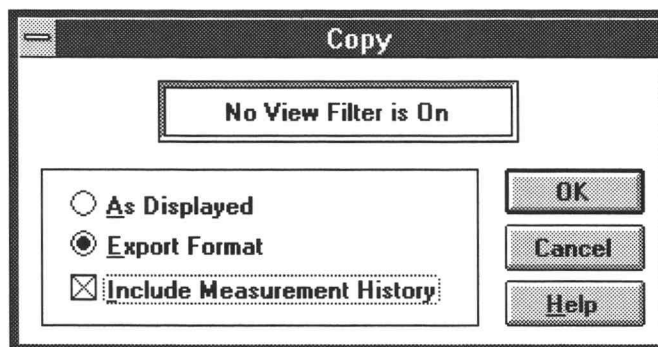 Copy
No View Filter is On
As Displayed
Export Format
Include Measurement History
OK
Cancel
Help